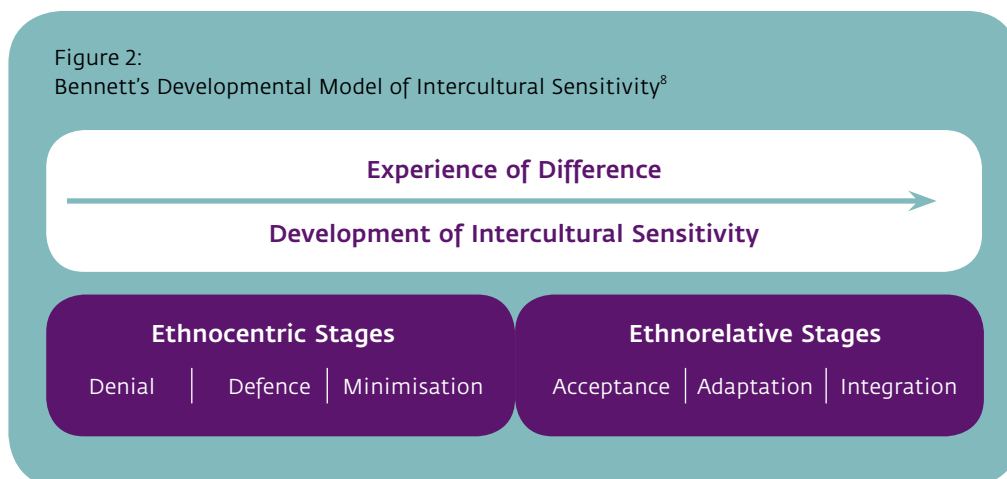 Figure 2:
Bennett's Developmental Model of Intercultural Sensitivity⁸
Experience of Difference
Development of Intercultural Sensitivity
Ethnocentric Stages
Denial | Defence | Minimisation
Ethnorelative Stages
Acceptance | Adaptation | Integration